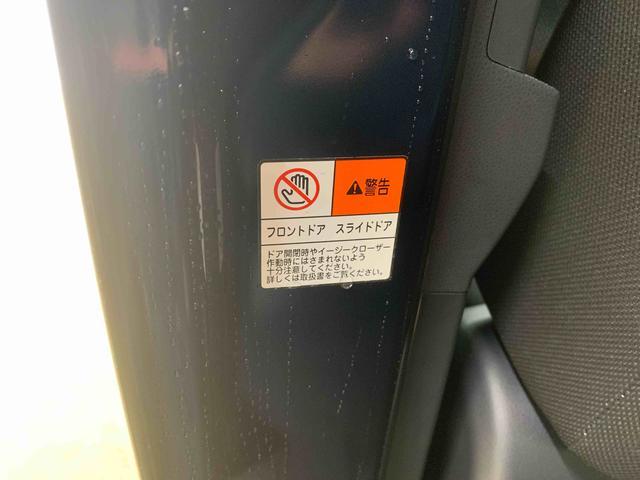 警告
フロントドア スライドドア
ドア開閉時やイージークローザー
作動時にはさまれないよう
十分注意してください。
詳しくは取扱書をご覧ください。